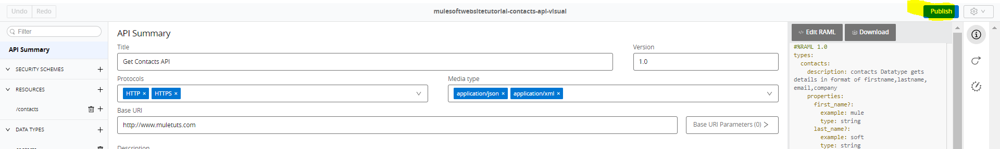 Undo Redo mulesoftwebsitetutorial-contacts-api-visual Publish
Filter
API Summary
SECURITY SCHEMES
RESOURCES
/contacts
DATA TYPES
API Summary
Title Version
Get Contacts API 1.0
Protocols Media type
HTTP × HTTPS × application/json × application/xml ×
Base URI
http://www.muletuts.com Base URI Parameters (0)
Description
Edit RAML Download
#%RAML 1.0
types:
contacts:
description: contacts Datatype gets
details in format of firstname,lastname,
email,company
properties:
first_name?:
example: mule
type: string
last_name?:
example: soft
type: string